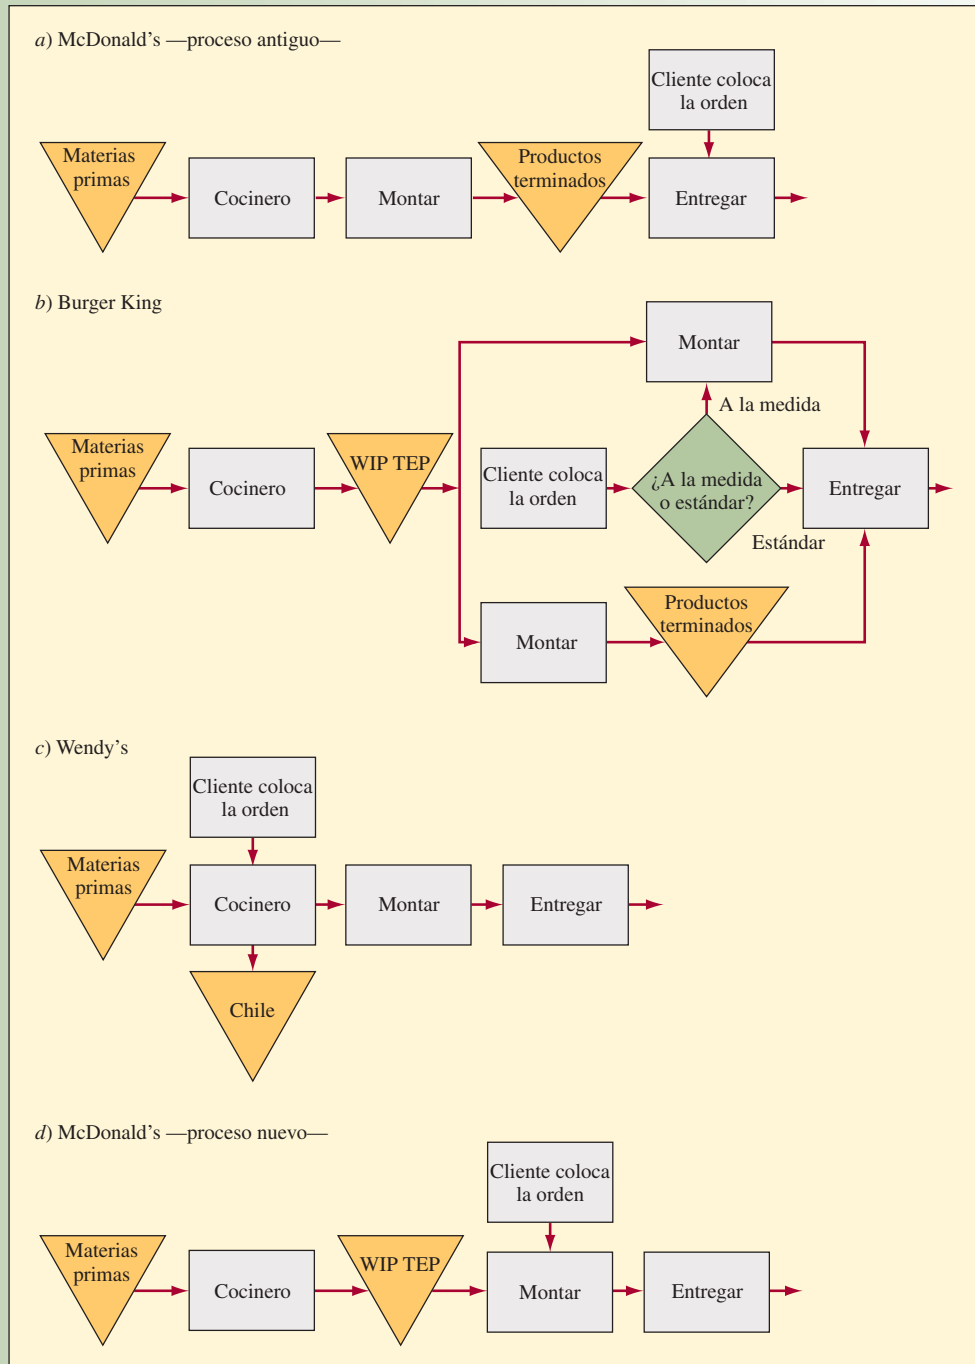 a) McDonald's —proceso antiguo—
Cliente coloca
la orden
Materias
primas
Cocinero
Montar
Productos
terminados
Entregar
b) Burger King
Montar
A la medida
Materias
primas
Cocinero
WIP TEP
Cliente coloca
la orden
¿A la medida
o estándar?
Entregar
Estándar
Montar
Productos
terminados
c) Wendy's
Cliente coloca
la orden
Materias
primas
Cocinero
Montar
Entregar
Chile
d) McDonald's —proceso nuevo—
Cliente coloca
la orden
Materias
primas
Cocinero
WIP TEP
Montar
Entregar